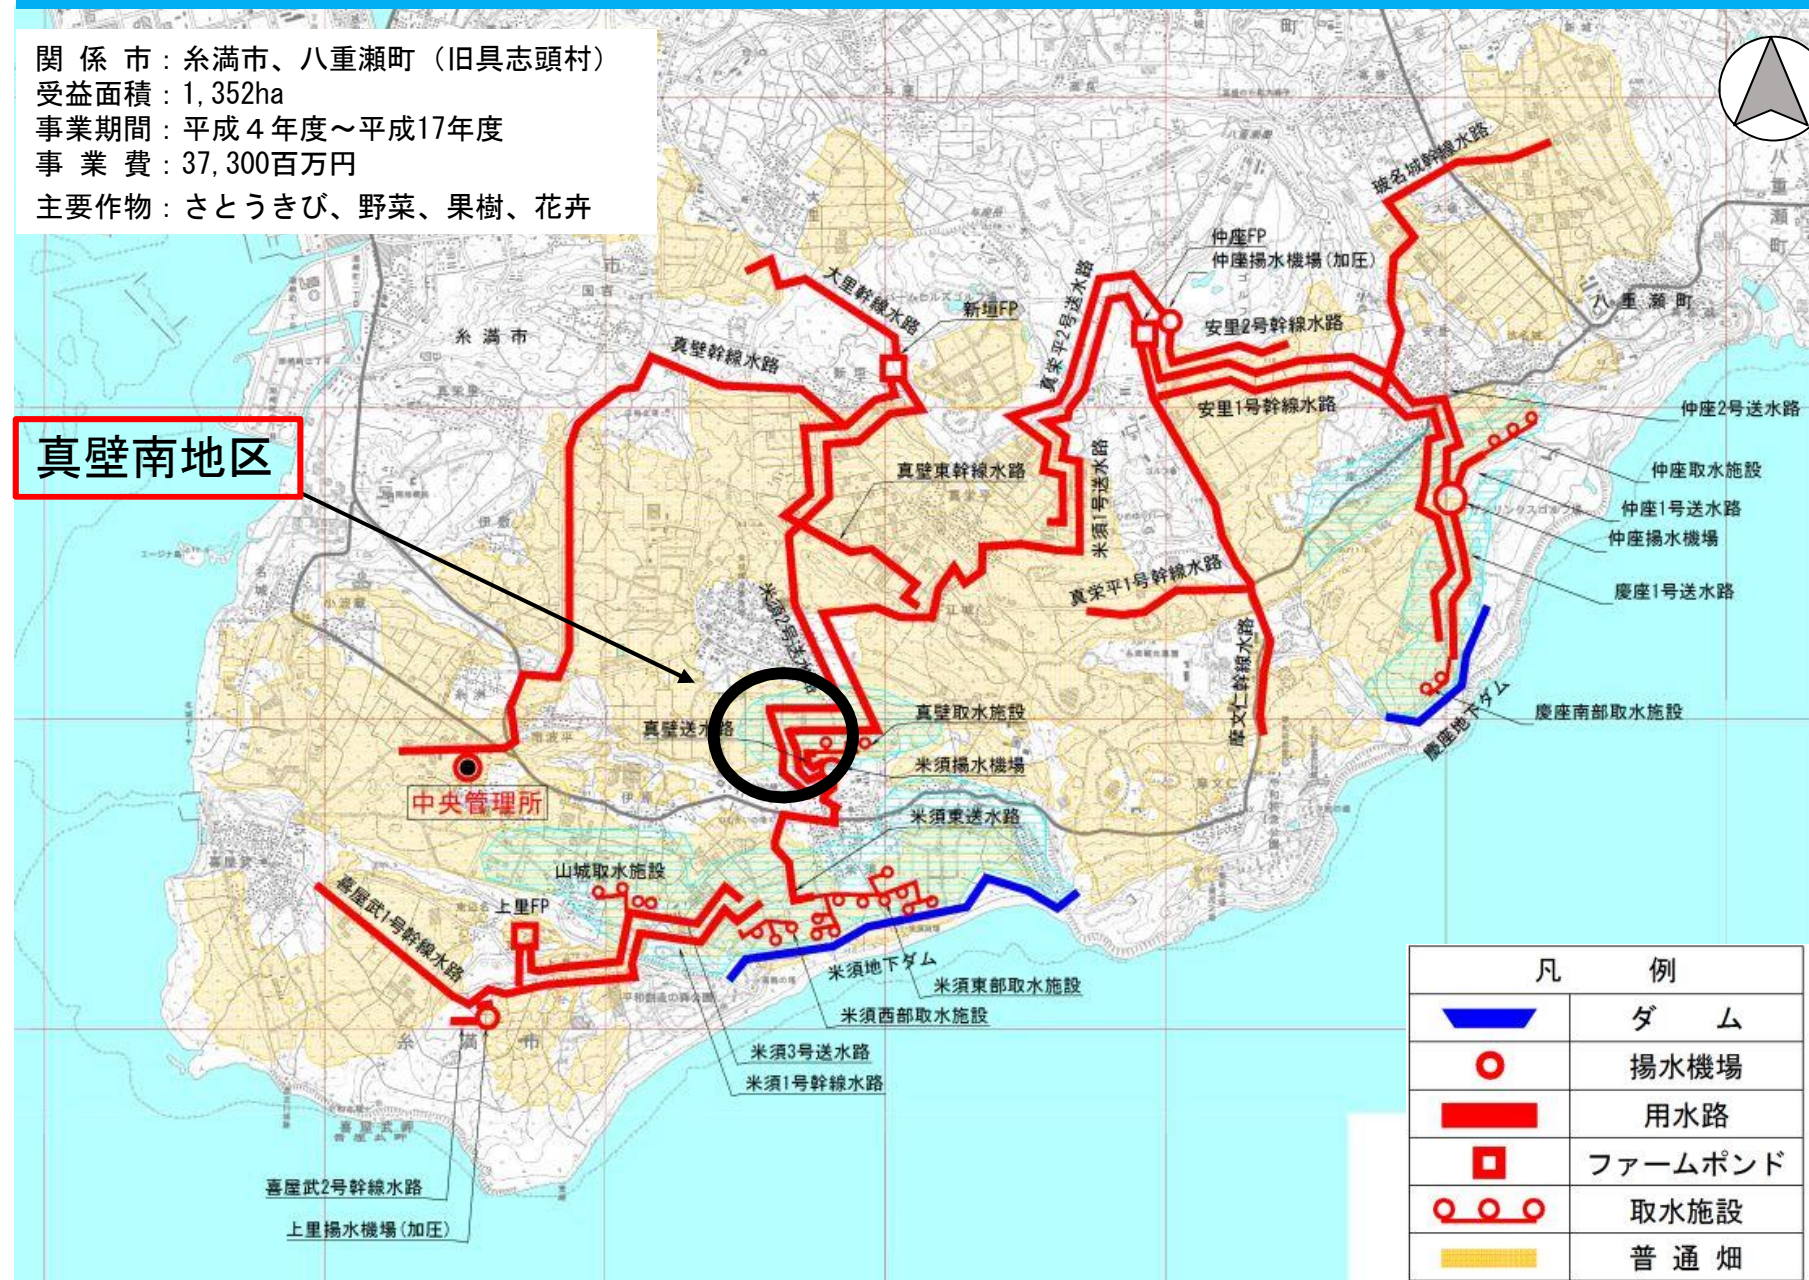 関係市：糸満市、八重瀬町（旧具志頭村）
受益面積：1,352ha
事業期間：平成４年度～平成17年度
事業費：37,300百万円
主要作物：さとうきび、野菜、果樹、花卉
真壁南地区
玻名城幹線水路
仲座FP
仲座揚水機場(加圧)
大里幹線水路
新垣FP
真栄平2号送水路
安里2号幹線水路
八重瀬町
八重瀬町
糸満市
真壁幹線水路
安里1号幹線水路
仲座2号送水路
真壁東幹線水路
米須1号送水路
仲座取水施設
仲座1号送水路
仲座揚水機場
真栄平1号幹線水路
慶座1号送水路
米須2号送水路
摩文仁幹線水路
真壁送水路
真壁取水施設
慶座南部取水施設
慶座地下ダム
米須揚水機場
中央管理所
米須東送水路
山城取水施設
上里FP
喜屋武1号幹線水路
米須地下ダム
米須東部取水施設
米須西部取水施設
糸満市
米須3号送水路
米須1号幹線水路
喜屋武2号幹線水路
上里揚水機場(加圧)
凡例
ダム
揚水機場
用水路
ファームポンド
取水施設
普通畑